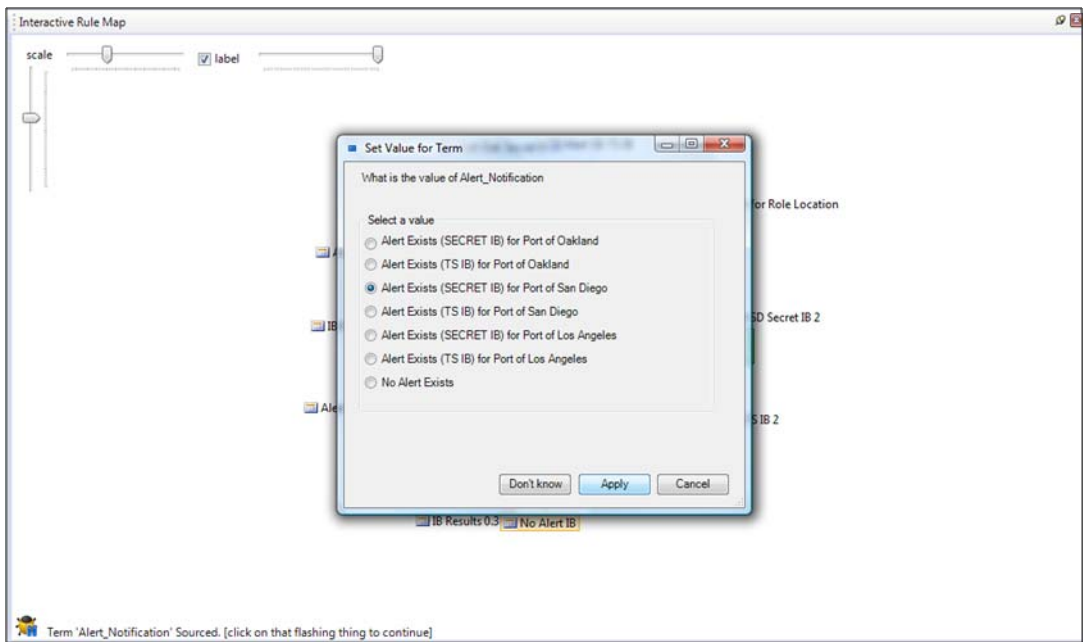 Interactive Rule Map
scale
label
Set Value for Term
What is the value of Alert_Notification
for Role Location
Select a value
Alert Exists (SECRET IB) for Port of Oakland
Alert Exists (TS IB) for Port of Oakland
Alert Exists (SECRET IB) for Port of San Diego
Alert Exists (TS IB) for Port of San Diego
SD Secret IB 2
IB
Alert Exists (SECRET IB) for Port of Los Angeles
Alert Exists (TS IB) for Port of Los Angeles
No Alert Exists
Ale
S IB 2
Don't know
Apply
Cancel
IB Results 0.3
No Alert IB
Term 'Alert_Notification' Sourced. [click on that flashing thing to continue]